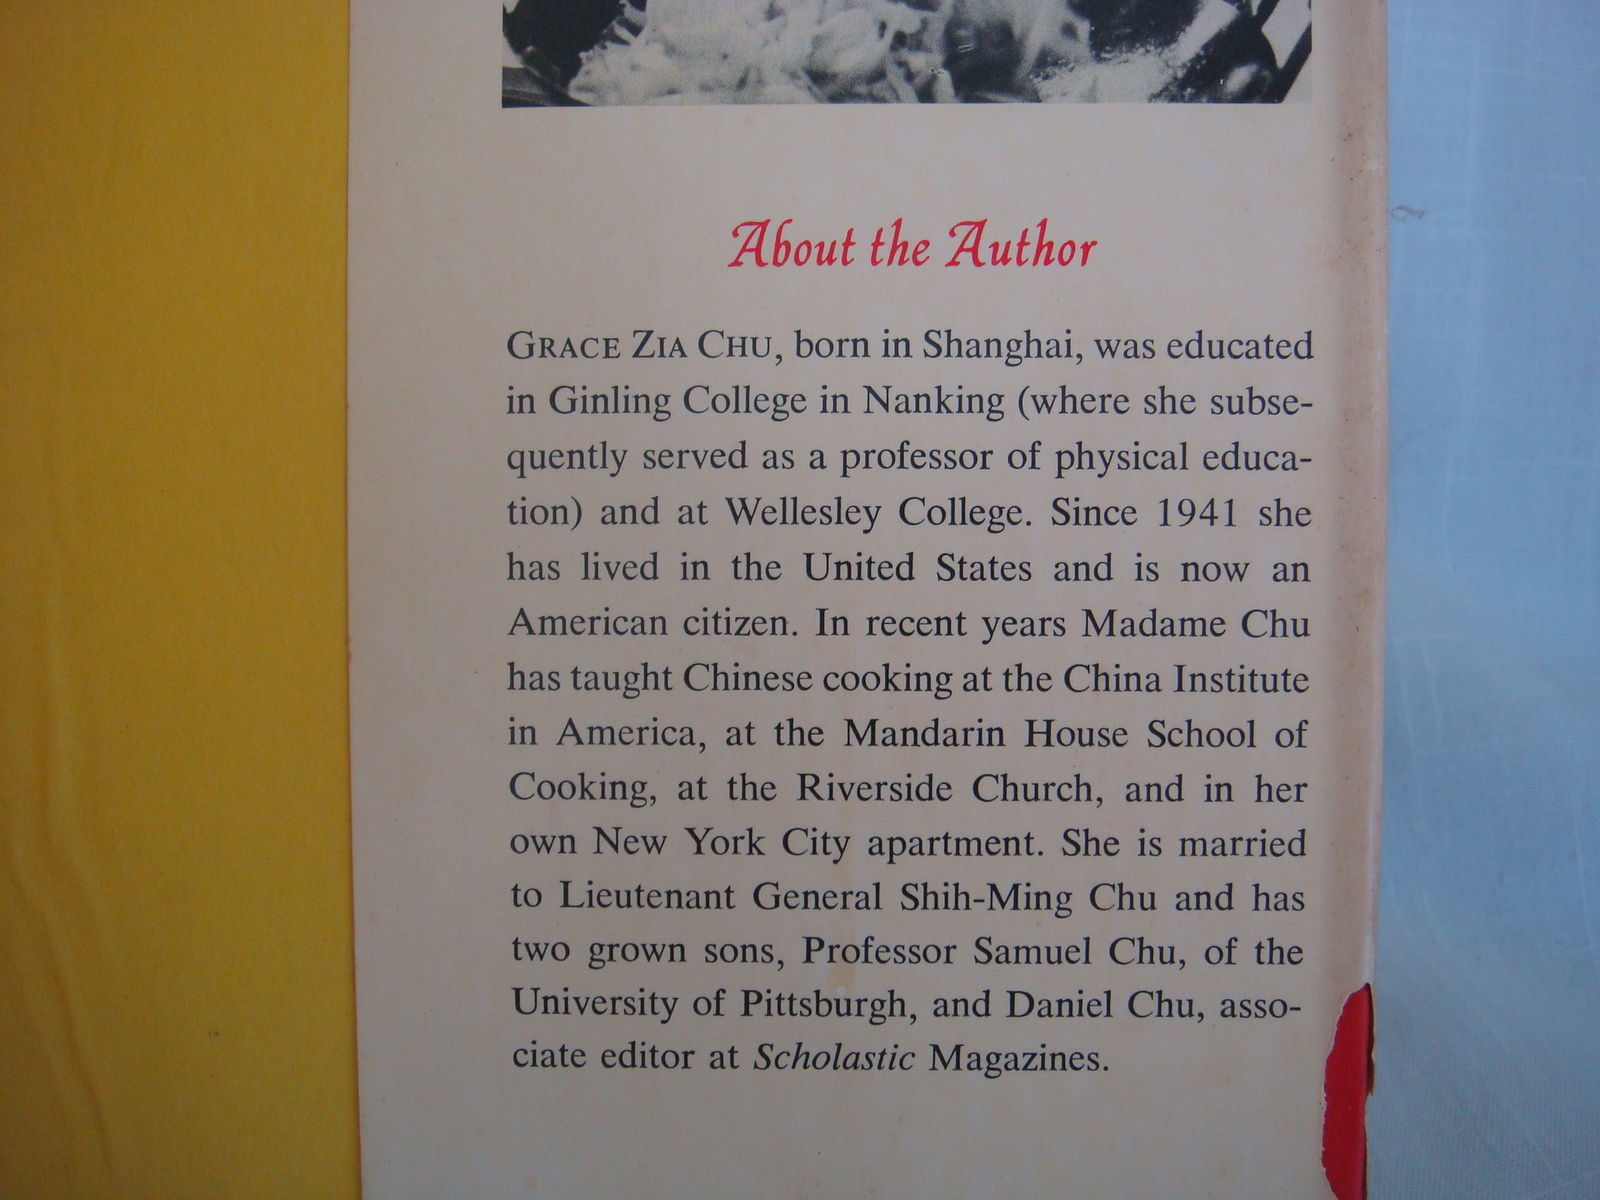 About the Author
GRACE ZIA CHU, born in Shanghai, was educated
in Ginling College in Nanking (where she subse-
quently served as a professor of physical educa-
tion) and at Wellesley College. Since 1941 she
has lived in the United States and is now an
American citizen. In recent years Madame Chu
has taught Chinese cooking at the China Institute
in America, at the Mandarin House School of
Cooking, at the Riverside Church, and in her
own New York City apartment. She is married
to Lieutenant General Shih-Ming Chu and has
two grown sons, Professor Samuel Chu, of the
University of Pittsburgh, and Daniel Chu, asso-
ciate editor at Scholastic Magazines.